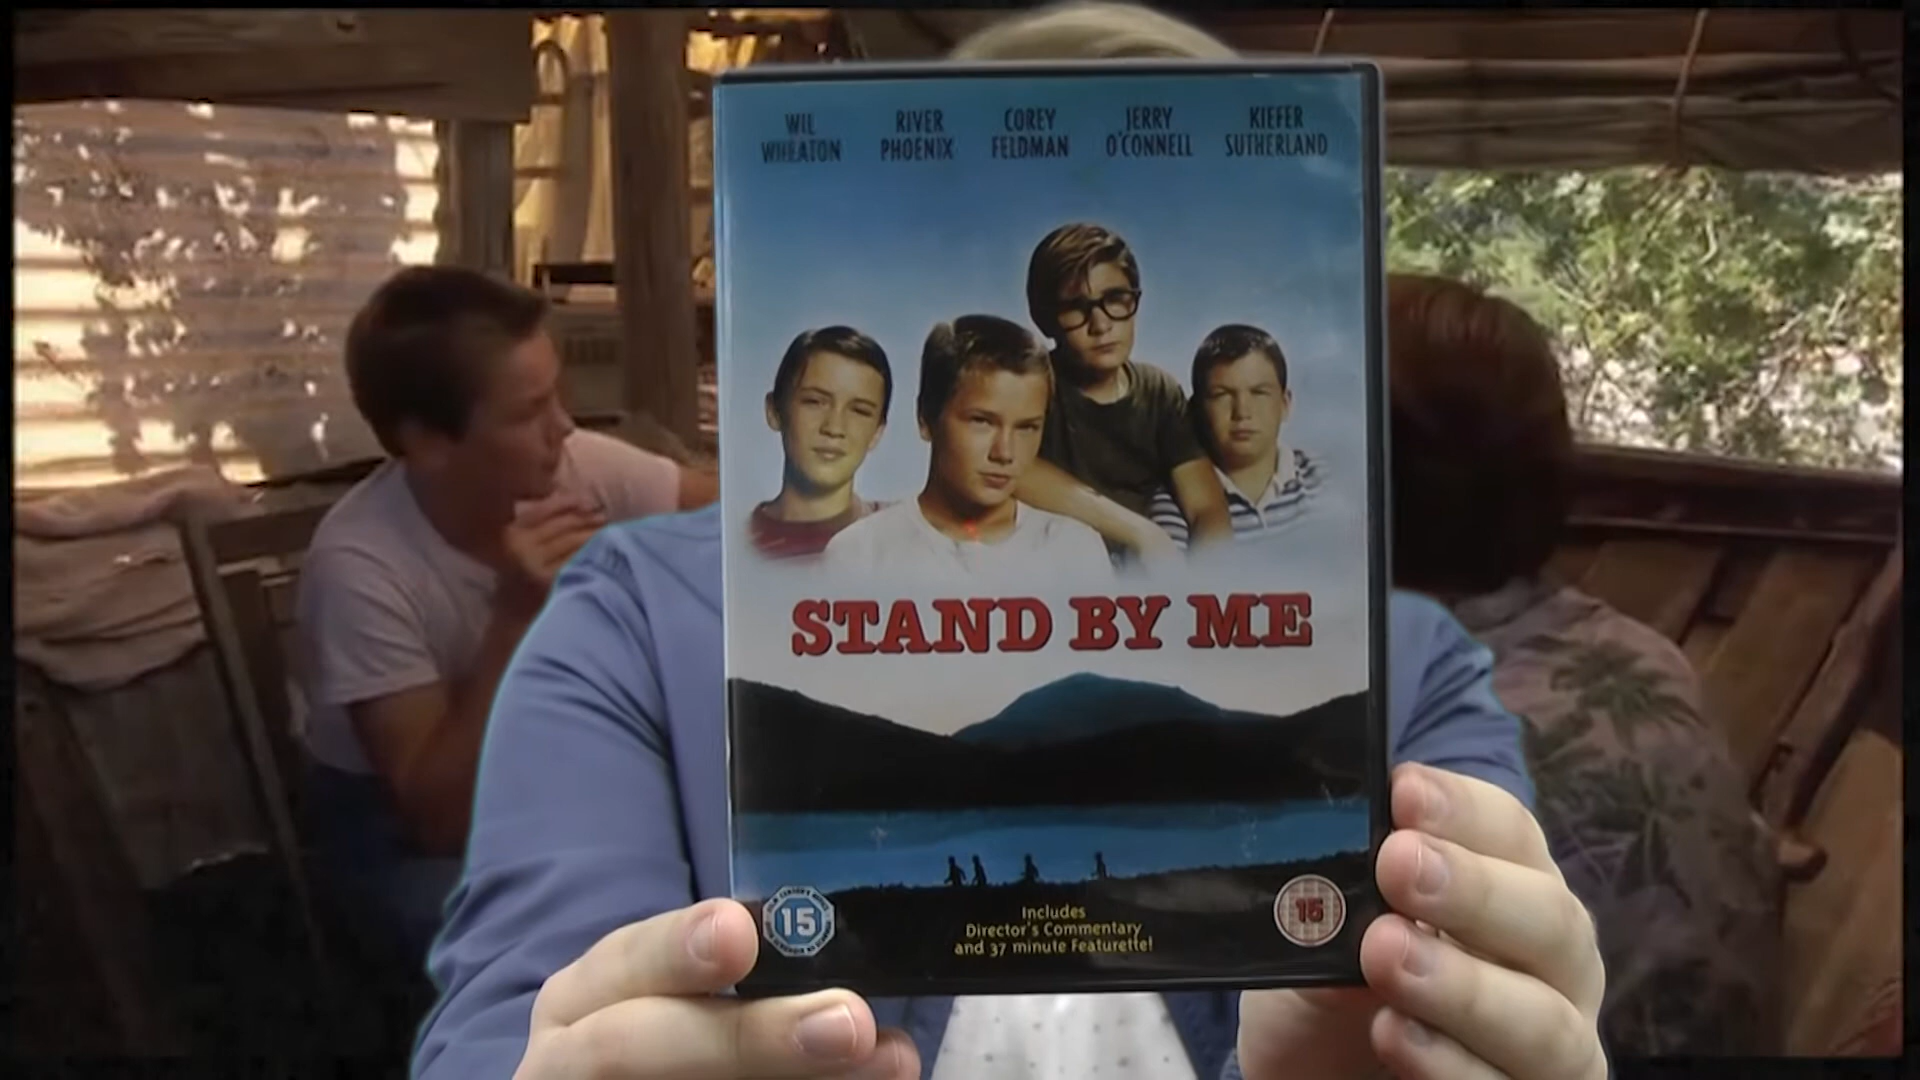 WIL RIVER COREY JERRY KIEFER
WHEATON PHOENIX FELDMAN O'CONNELL SUTHERLAND
STAND BY ME
15
Includes
Director's Commentary
and 37 minute Featurette!
15